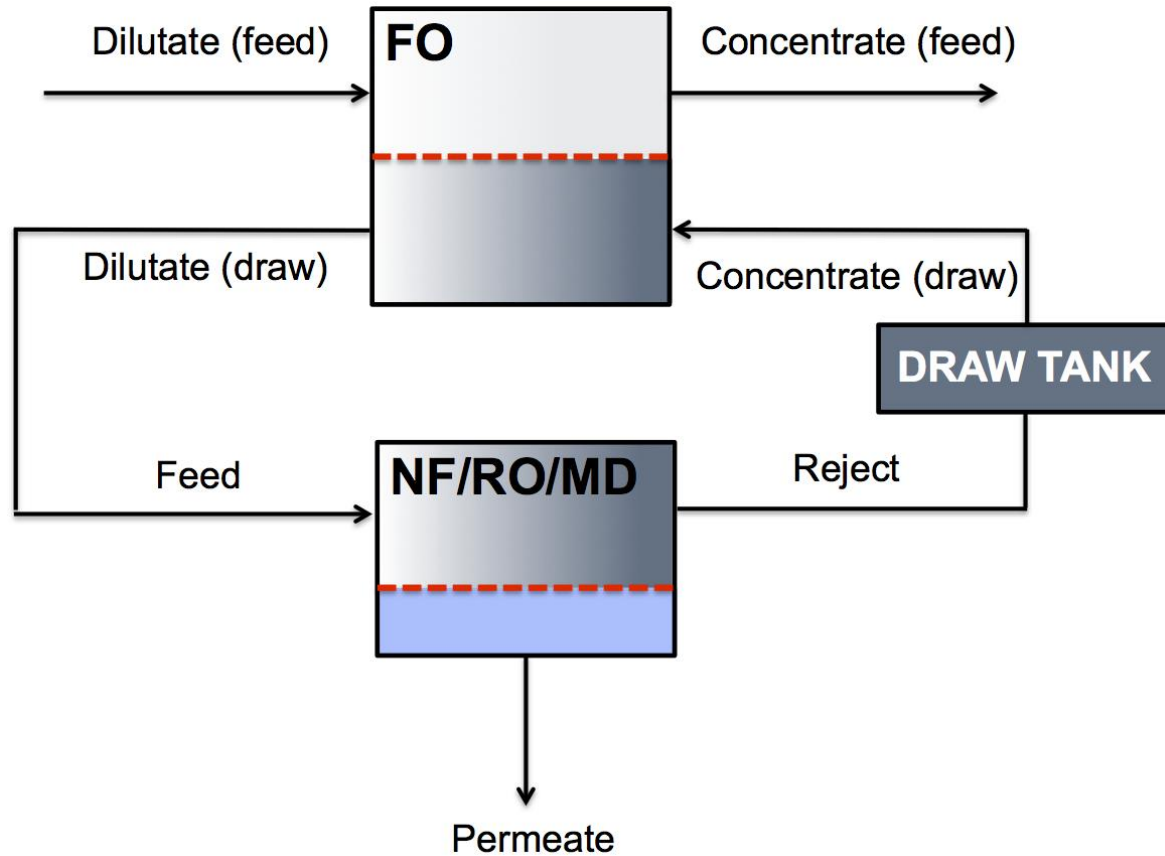 Dilutate (feed)
FO
Concentrate (feed)
Dilutate (draw)
Concentrate (draw)
DRAW TANK
Feed
NF/RO/MD
Reject
Permeate